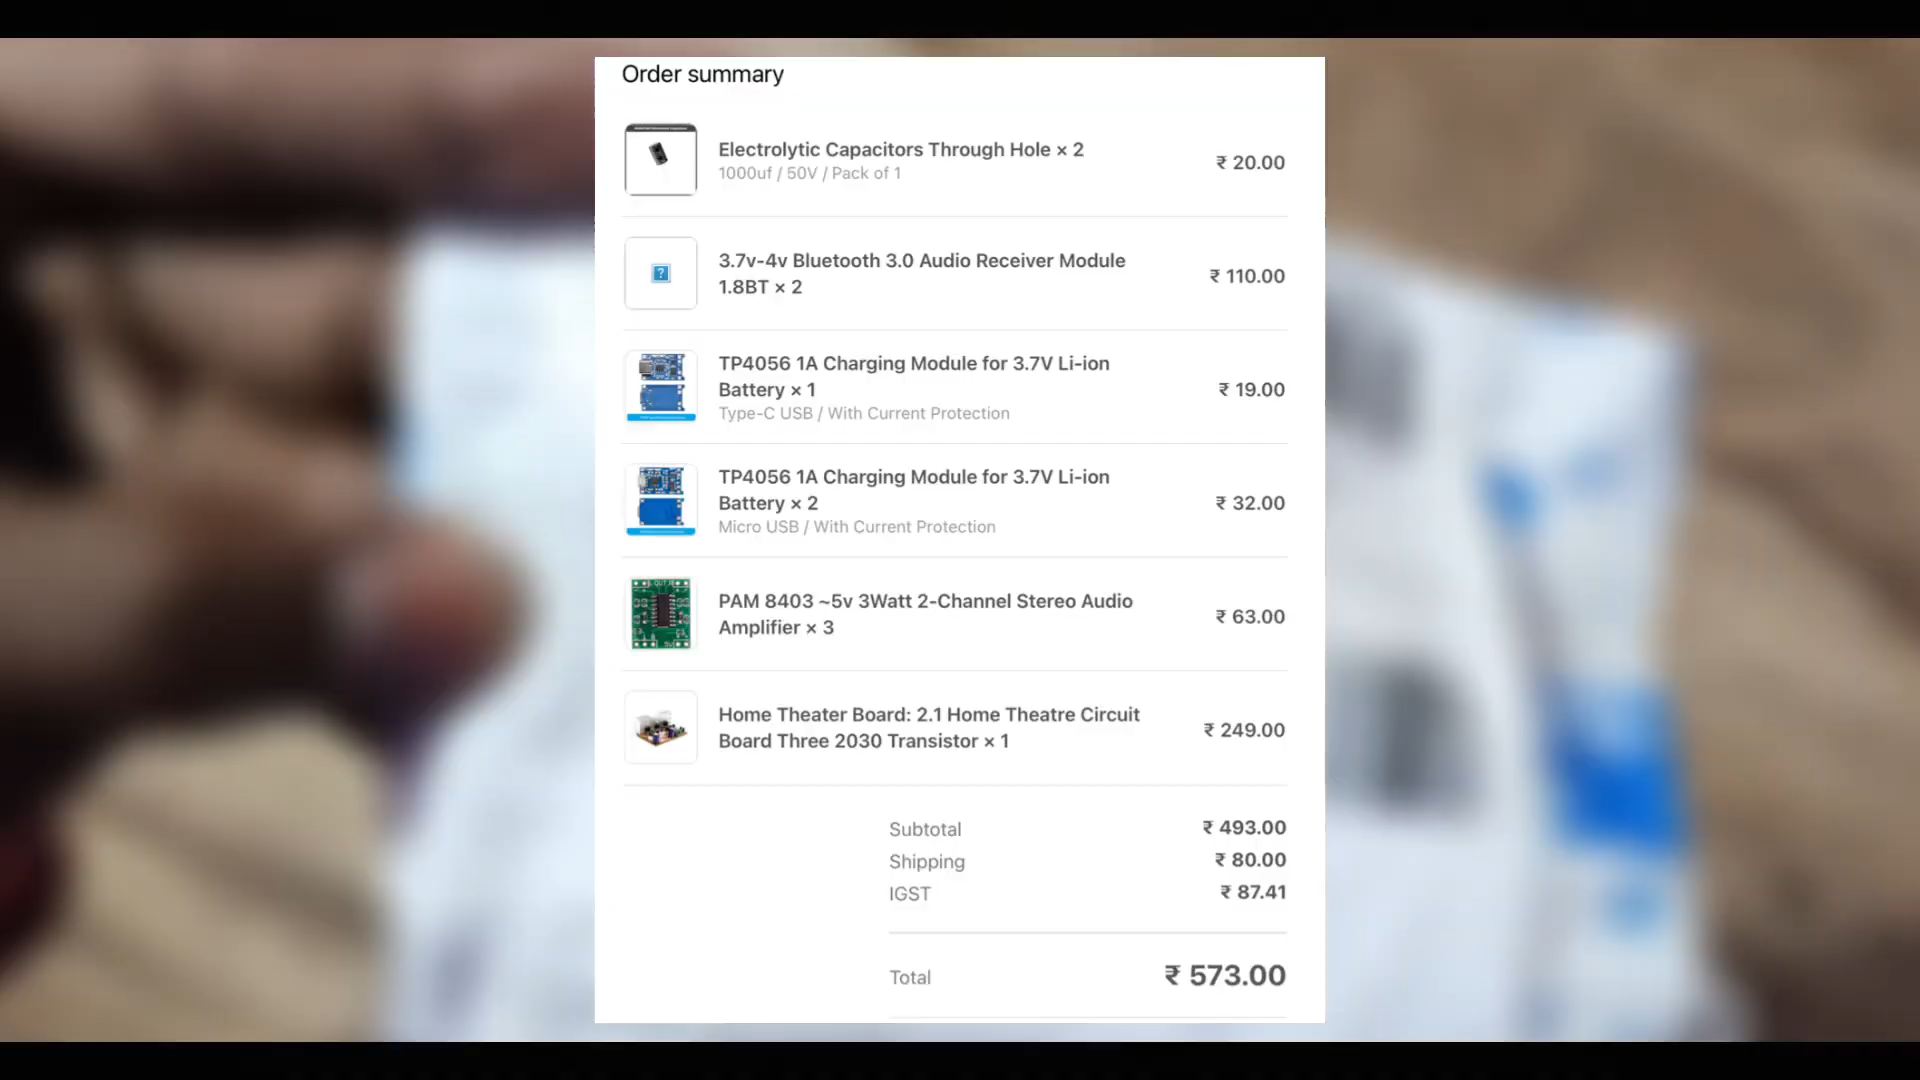 Order summary
Electrolytic Capacitors Through Hole × 2
1000uf / 50V / Pack of 1
₹ 20.00
3.7v-4v Bluetooth 3.0 Audio Receiver Module
1.8BT × 2
₹ 110.00
TP4056 1A Charging Module for 3.7V Li-ion
Battery × 1
Type-C USB / With Current Protection
₹ 19.00
TP4056 1A Charging Module for 3.7V Li-ion
Battery × 2
Micro USB / With Current Protection
₹ 32.00
PAM 8403 ~5v 3Watt 2-Channel Stereo Audio
Amplifier × 3
₹ 63.00
Home Theater Board: 2.1 Home Theatre Circuit
Board Three 2030 Transistor × 1
₹ 249.00
Subtotal ₹ 493.00
Shipping ₹ 80.00
IGST ₹ 87.41
Total ₹ 573.00